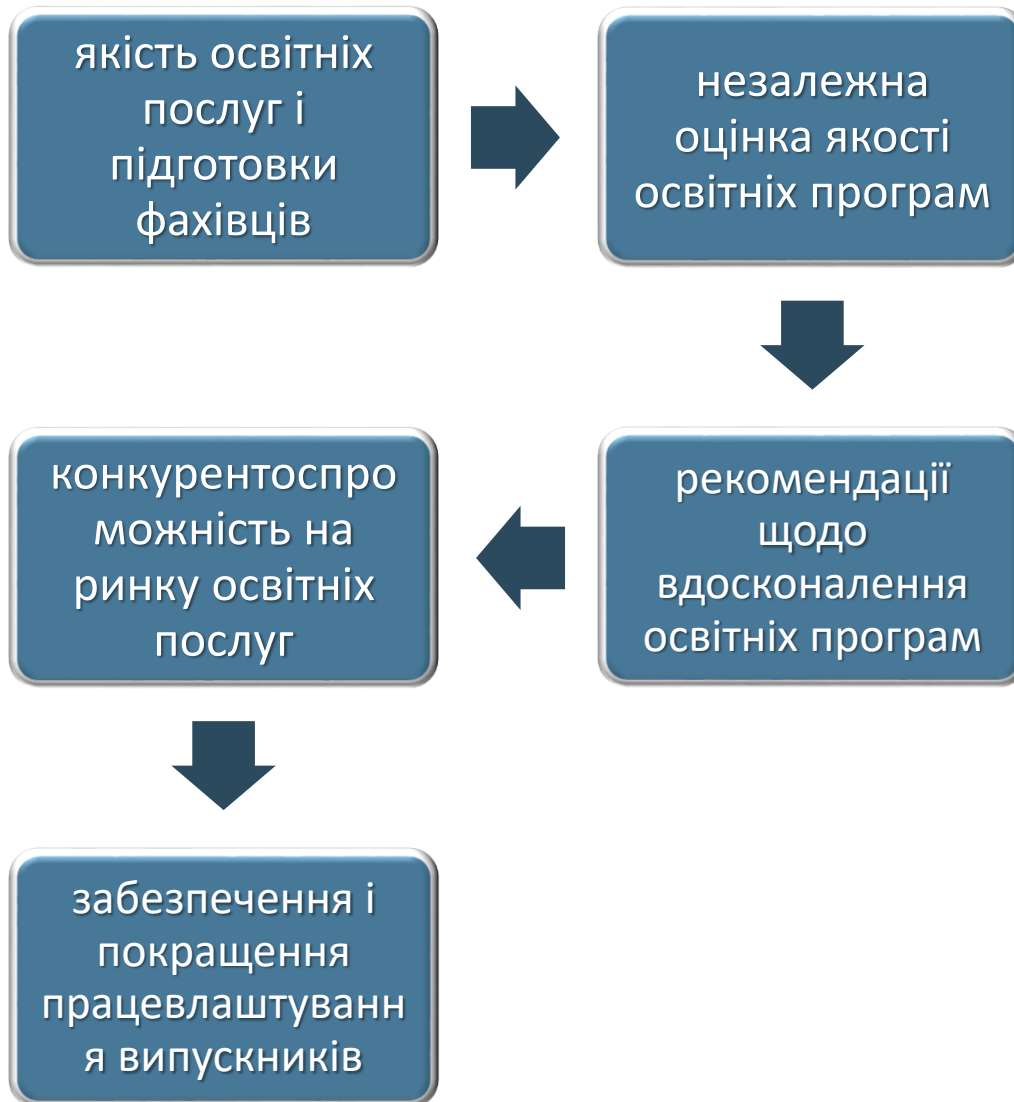 якість освітніх
послуг і
підготовки
фахівців
незалежна
оцінка якості
освітніх програм
рекомендації
щодо
вдосконалення
освітніх програм
конкурентоспро
можність на
ринку освітніх
послуг
забезпечення і
покращення
працевлаштуванн
я випускників